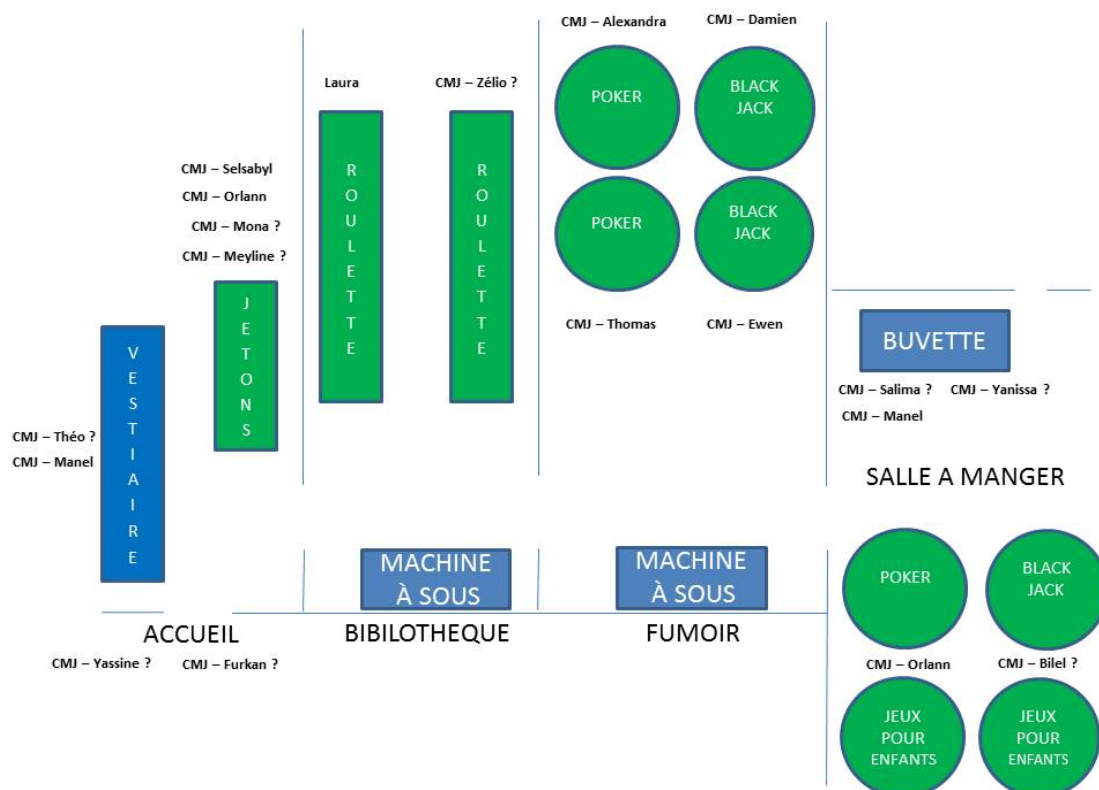 CMJ – Alexandra
CMJ – Damien
Laura
CMJ – Zélio ?
POKER
BLACK
JACK
CMJ – Selsabyl
CMJ – Orlann
CMJ – Mona ?
CMJ – Meyline ?
R
O
U
L
E
T
T
E
R
O
U
L
E
T
T
E
POKER
BLACK
JACK
J
E
T
O
N
S
CMJ – Thomas
CMJ – Ewen
V
E
S
T
I
A
I
R
E
BUVETTE
CMJ – Salima ?
CMJ – Yanissa ?
CMJ – Manel
CMJ – Théo ?
CMJ – Manel
SALLE A MANGER
MACHINE
À SOUS
MACHINE
À SOUS
POKER
BLACK
JACK
ACCUEIL
BIBILOTHEQUE
FUMOIR
CMJ – Yassine ?
CMJ – Furkan ?
CMJ – Orlann
CMJ – Bilel ?
JEUX
POUR
ENFANTS
JEUX
POUR
ENFANTS